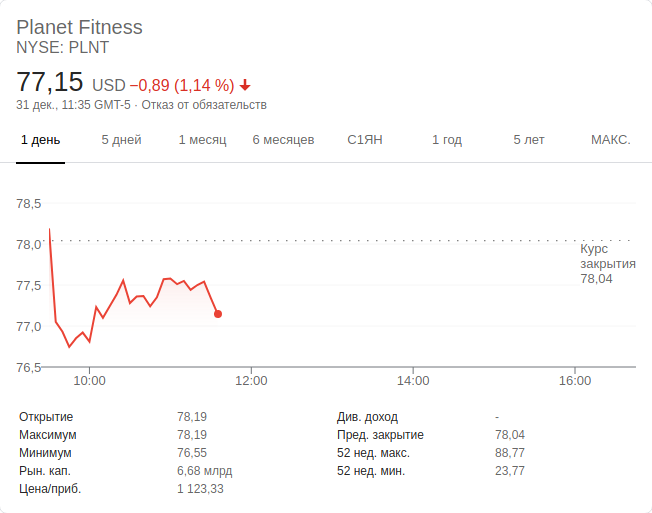 Planet Fitness
NYSE: PLNT
77,15 USD −0,89 (1,14 %)
31 дек., 11:35 GMT-5 · Отказ от обязательств
1 день 5 дней 1 месяц 6 месяцев С1ЯН 1 год 5 лет МАКС.
78,5
78,0
Курс
закрытия
78,04
77,5
77,0
76,5
10:00 12:00 14:00 16:00
Открытие 78,19 Див. доход -
Максимум 78,19 Пред. закрытие 78,04
Минимум 76,55 52 нед. макс. 88,77
Рын. кап. 6,68 млрд 52 нед. мин. 23,77
Цена/приб. 1 123,33